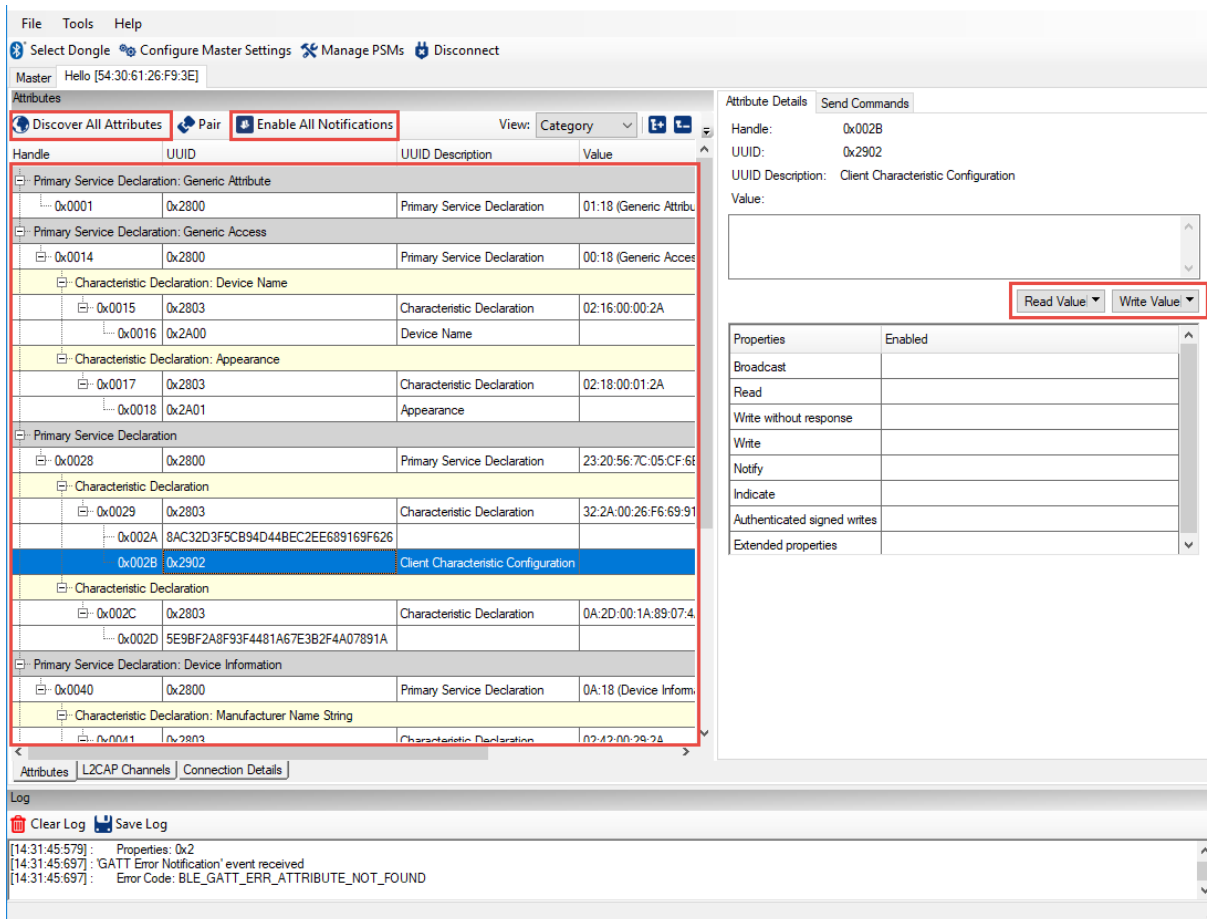 File Tools Help
Select Dongle Configure Master Settings Manage PSMs Disconnect
Master Hello [54:30:61:26:F9:3E]
Attributes
Discover All Attributes Pair Enable All Notifications View: Category
Handle UUID UUID Description Value
Primary Service Declaration: Generic Attribute
0x0001 0x2800 Primary Service Declaration 01:18 (Generic Attribu
Primary Service Declaration: Generic Access
0x0014 0x2800 Primary Service Declaration 00:18 (Generic Acces
Characteristic Declaration: Device Name
0x0015 0x2803 Characteristic Declaration 02:16:00:00:2A
0x0016 0x2A00 Device Name
Characteristic Declaration: Appearance
0x0017 0x2803 Characteristic Declaration 02:18:00:01:2A
0x0018 0x2A01 Appearance
Primary Service Declaration
0x0028 0x2800 Primary Service Declaration 23:20:56:7C:05:CF:6E
Characteristic Declaration
0x0029 0x2803 Characteristic Declaration 32:2A:00:26:F6:69:91
0x002A 8AC32D3F5CB94D44BEC2EE689169F626
0x002B 0x2902 Client Characteristic Configuration
Characteristic Declaration
0x002C 0x2803 Characteristic Declaration 0A:2D:00:1A:89:07:4
0x002D 5E9BF2A8F93F4481A67E3B2F4A07891A
Primary Service Declaration: Device Information
0x0040 0x2800 Primary Service Declaration 0A:18 (Device Inform
Characteristic Declaration: Manufacturer Name String
0x0041 0x2803 Characteristic Declaration 02:42:00:29:2A
Attributes L2CAP Channels Connection Details
Attribute Details Send Commands
Handle: 0x002B
UUID: 0x2902
UUID Description: Client Characteristic Configuration
Value:
Read Value Write Value
Properties Enabled
Broadcast
Read
Write without response
Write
Notify
Indicate
Authenticated signed writes
Extended properties
Log
Clear Log Save Log
[14:31:45:579] : Properties: 0x2
[14:31:45:697] : 'GATT Error Notification' event received
[14:31:45:697] : Error Code: BLE_GATT_ERR_ATTRIBUTE_NOT_FOUND